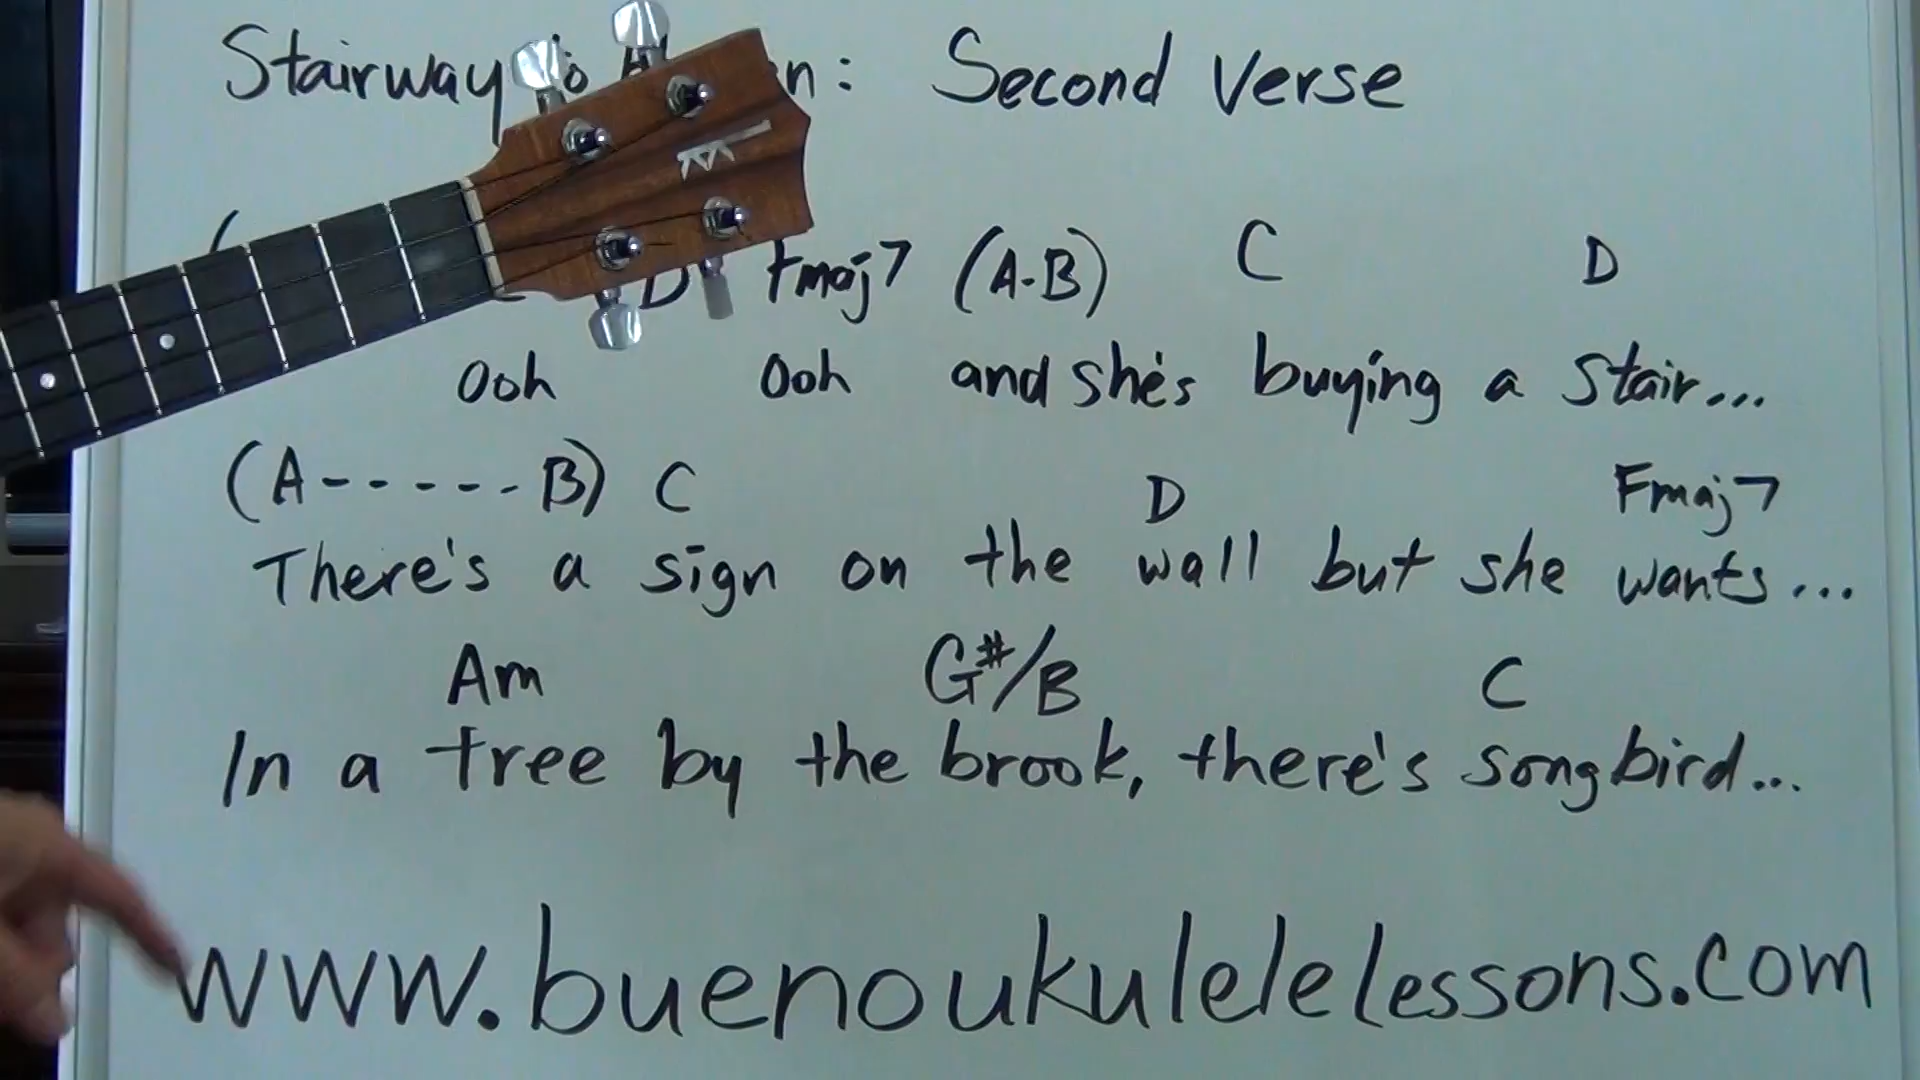 Stairway to n: Second Verse
( D Fmaj7 (A-B) C D
Ooh Ooh and she's buying a stair...
(A-----B) C D Fmaj7
There's a sign on the wall but she wants...
Am G#/B C
In a tree by the brook, there's songbird...
www.buenoukulelelessons.com